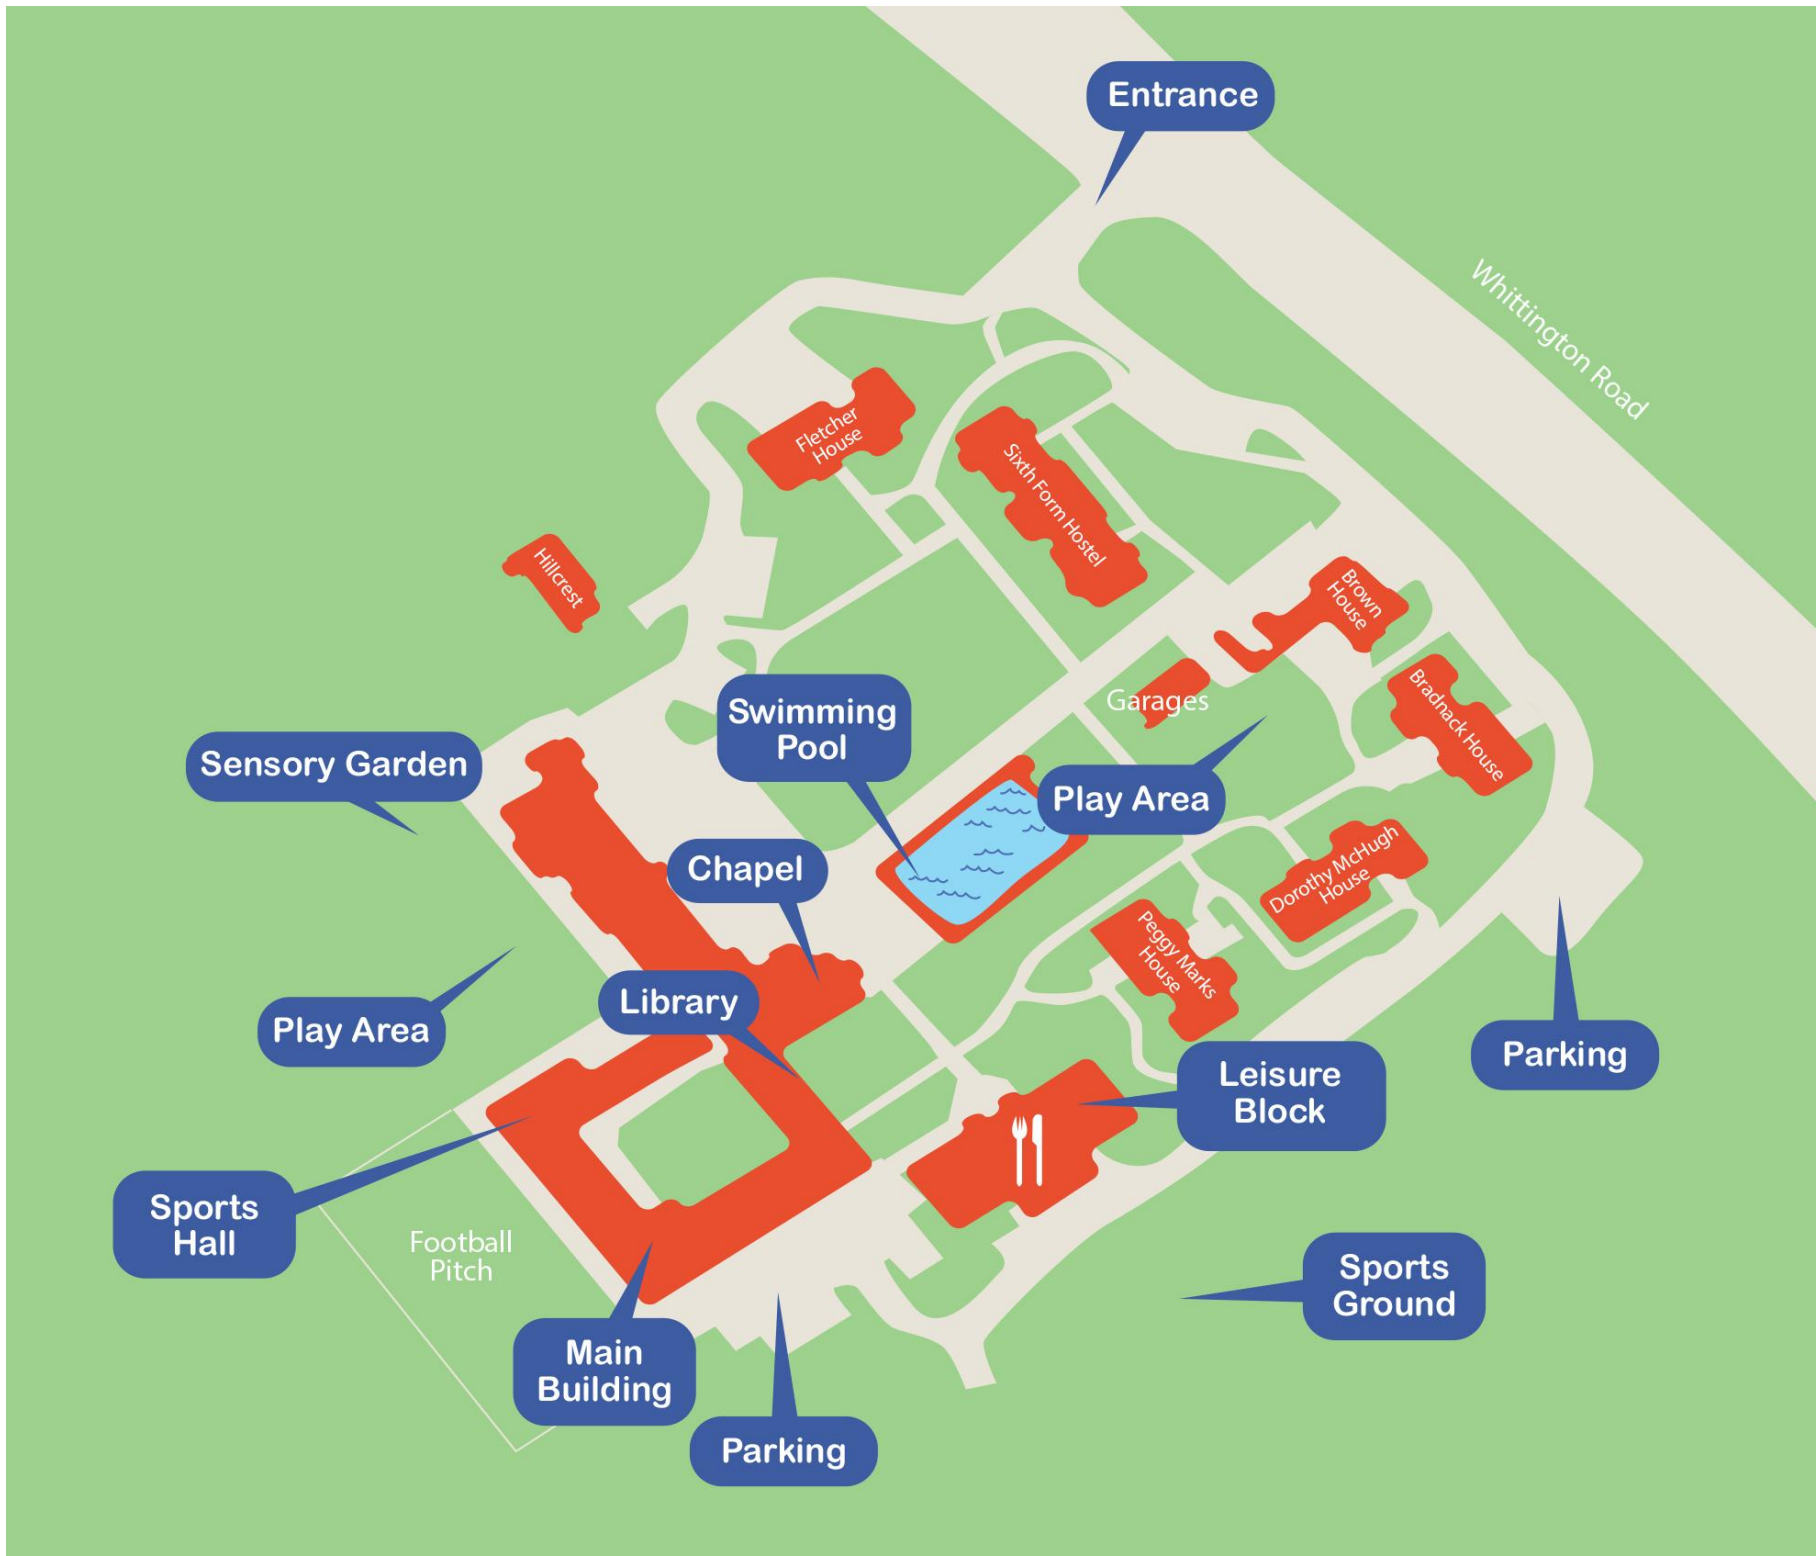 Entrance
Whittington Road
Fletcher
House
Sixth Form Hostel
Hillcrest
Brown
House
Swimming
Pool
Garages
Bradnack House
Sensory Garden
Play Area
Chapel
Dorothy McHugh
House
Peggy Marks
House
Library
Play Area
Parking
Leisure
Block
Sports
Hall
Football
Pitch
Sports
Ground
Main
Building
Parking